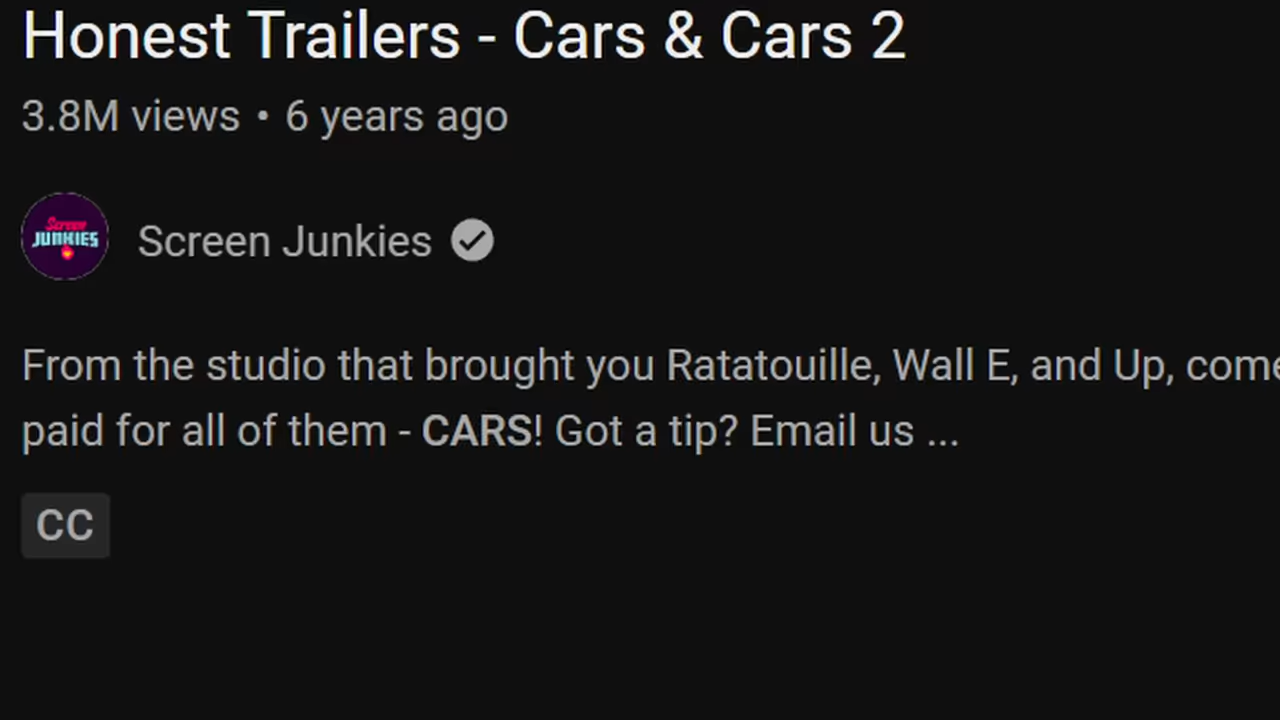 Honest Trailers - Cars & Cars 2
3.8M views • 6 years ago
Screen JUNKIES
Screen Junkies
From the studio that brought you Ratatouille, Wall E, and Up, come
paid for all of them - CARS! Got a tip? Email us ...
CC